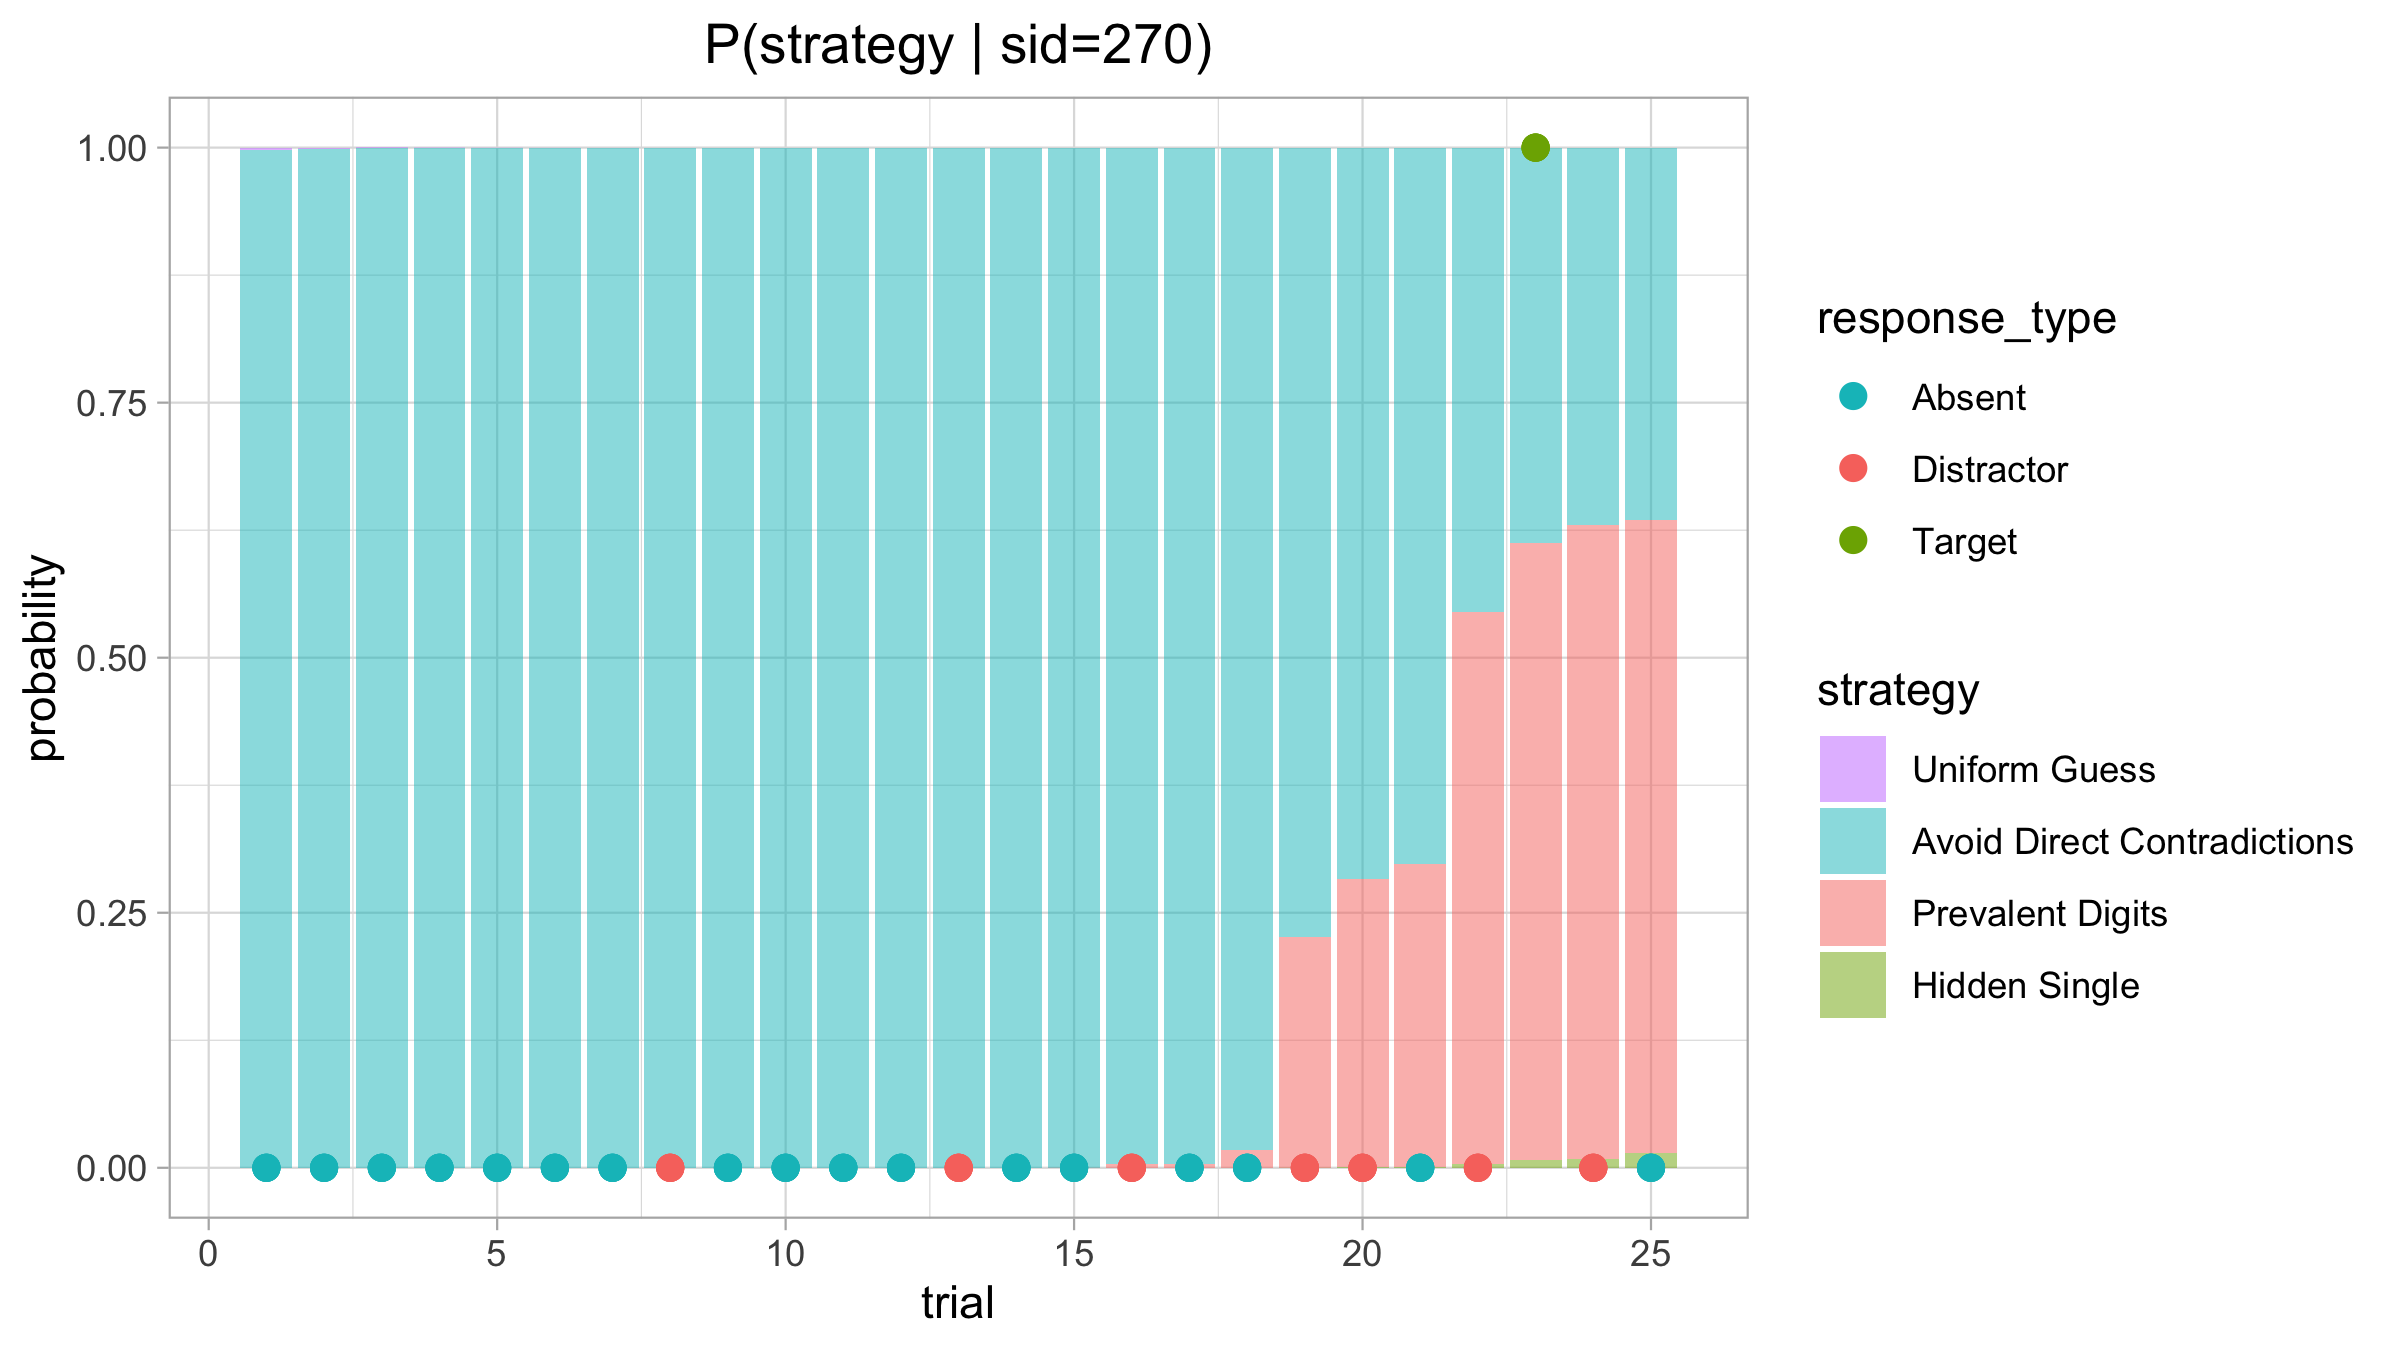 P(strategy | sid=270)
probability
1.00
0.75
0.50
0.25
0.00
0 5 10 15 20 25
trial
response_type
Absent
Distractor
Target
strategy
Uniform Guess
Avoid Direct Contradictions
Prevalent Digits
Hidden Single